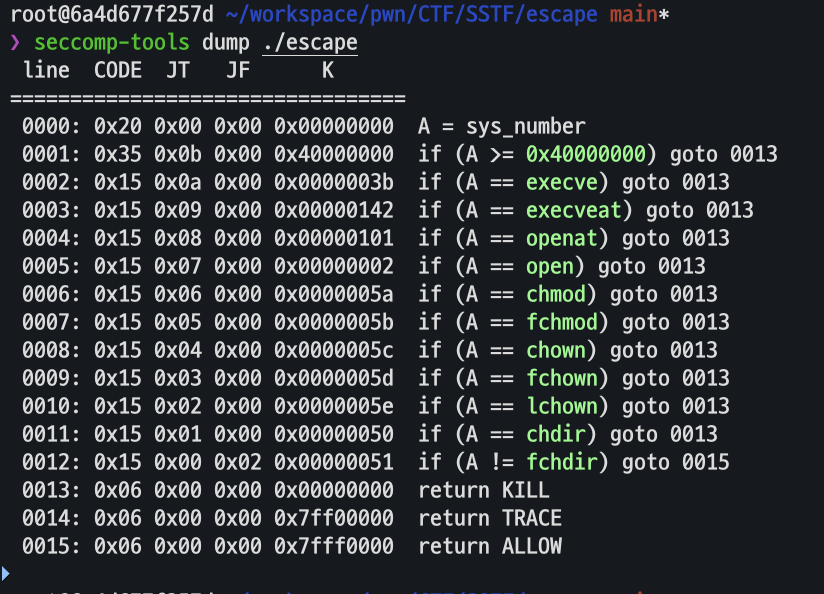 root@6a4d677f257d ~/workspace/pwn/CTF/SSTF/escape main*
❯ seccomp-tools dump ./escape
line CODE JT JF K
=================================
0000: 0x20 0x00 0x00 0x00000000 A = sys_number
0001: 0x35 0x0b 0x00 0x40000000 if (A >= 0x40000000) goto 0013
0002: 0x15 0x0a 0x00 0x0000003b if (A == execve) goto 0013
0003: 0x15 0x09 0x00 0x00000142 if (A == execveat) goto 0013
0004: 0x15 0x08 0x00 0x00000101 if (A == openat) goto 0013
0005: 0x15 0x07 0x00 0x00000002 if (A == open) goto 0013
0006: 0x15 0x06 0x00 0x0000005a if (A == chmod) goto 0013
0007: 0x15 0x05 0x00 0x0000005b if (A == fchmod) goto 0013
0008: 0x15 0x04 0x00 0x0000005c if (A == chown) goto 0013
0009: 0x15 0x03 0x00 0x0000005d if (A == fchown) goto 0013
0010: 0x15 0x02 0x00 0x0000005e if (A == lchown) goto 0013
0011: 0x15 0x01 0x00 0x00000050 if (A == chdir) goto 0013
0012: 0x15 0x00 0x02 0x00000051 if (A != fchdir) goto 0015
0013: 0x06 0x00 0x00 0x00000000 return KILL
0014: 0x06 0x00 0x00 0x7ff00000 return TRACE
0015: 0x06 0x00 0x00 0x7fff0000 return ALLOW